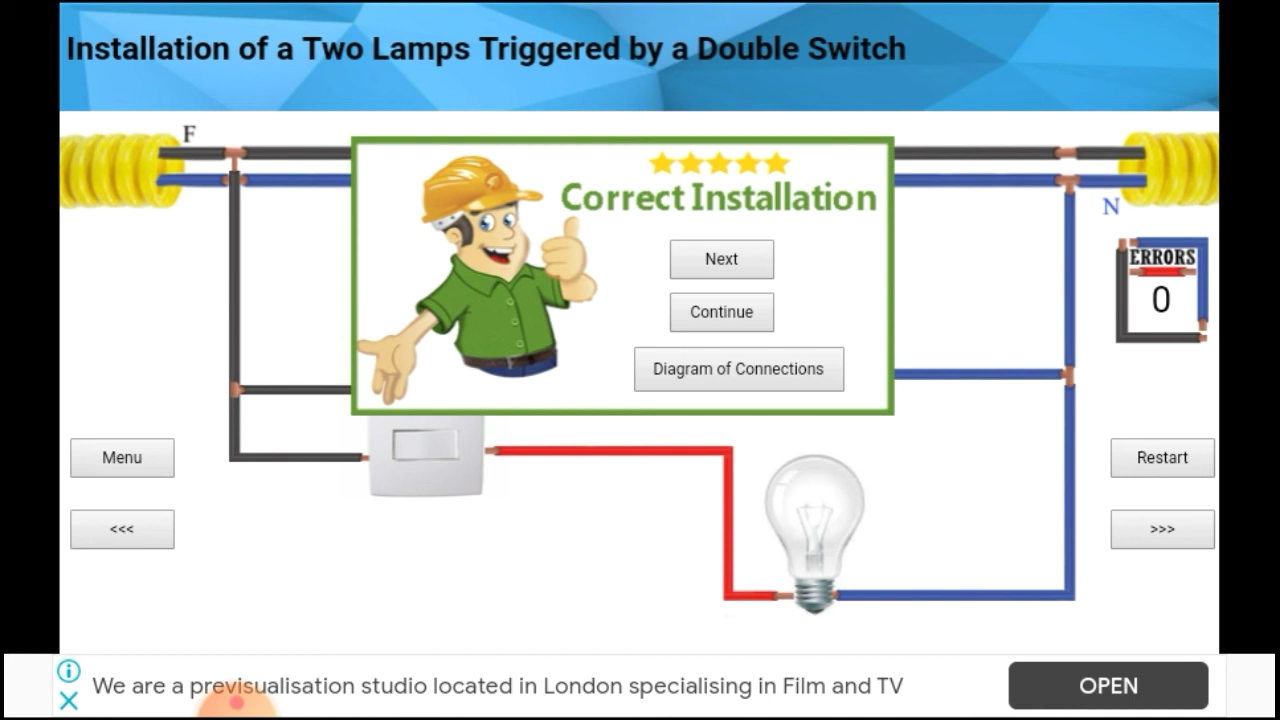 Installation of a Two Lamps Triggered by a Double Switch
F
Correct Installation
N
Next
ERRORS
0
Continue
Diagram of Connections
Menu
Restart
<<<
>>>
We are a previsualisation studio located in London specialising in Film and TV
OPEN